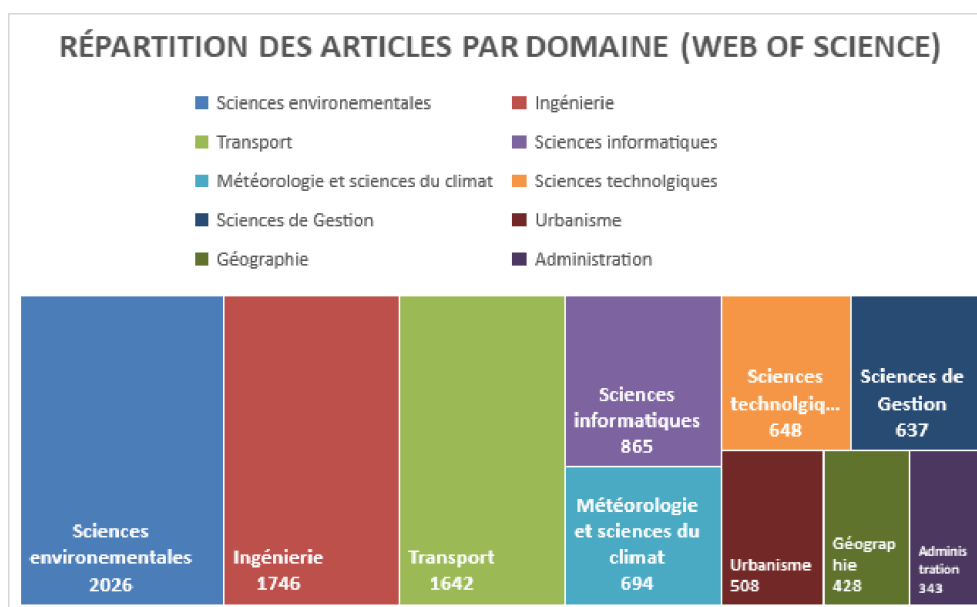 RÉPARTITION DES ARTICLES PAR DOMAINE (WEB OF SCIENCE)
Sciences environementales
Ingénierie
Transport
Sciences informatiques
Météorologie et sciences du climat
Sciences technolgiques
Sciences de Gestion
Urbanisme
Géographie
Administration
Sciences
environementales
2026
Ingénierie
1746
Transport
1642
Sciences
informatiques
865
Météorologie
et sciences du
climat
694
Sciences
technolgiq...
648
Sciences de
Gestion
637
Urbanisme
508
Géograp
hie
428
Adminis
tration
343